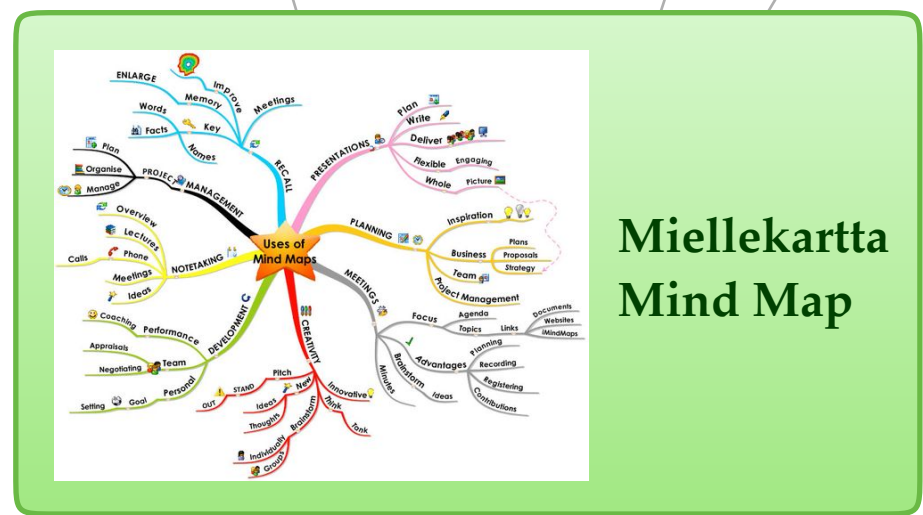 Miellekartta
Mind Map
Uses of
Mind Maps
RECALL
Improve
Memory
ENLARGE
Meetings
Key
Words
Facts
Names
PRESENTATIONS
Plan
Write
Deliver
Flexible
Engaging
Whole
Picture
PLANNING
Inspiration
Business
Plans
Proposals
Strategy
Team
Project Management
MEETINGS
Focus
Agenda
Topics
Links
Documents
Websites
iMindMaps
Advantages
Planning
Recording
Registering
Contributions
Brainstorm
Ideas
Minutes
CREATIVITY
Innovative
Think
Tank
Brainstorm
Individually
Groups
New
Ideas
Thoughts
Pitch
STAND
OUT
DEVELOPMENT
Performance
Coaching
Team
Appraisals
Negotiating
Personal
Goal
Setting
NOTETAKING
Overview
Lectures
Phone
Calls
Meetings
Ideas
PROJECT MANAGEMENT
Plan
Organise
Manage